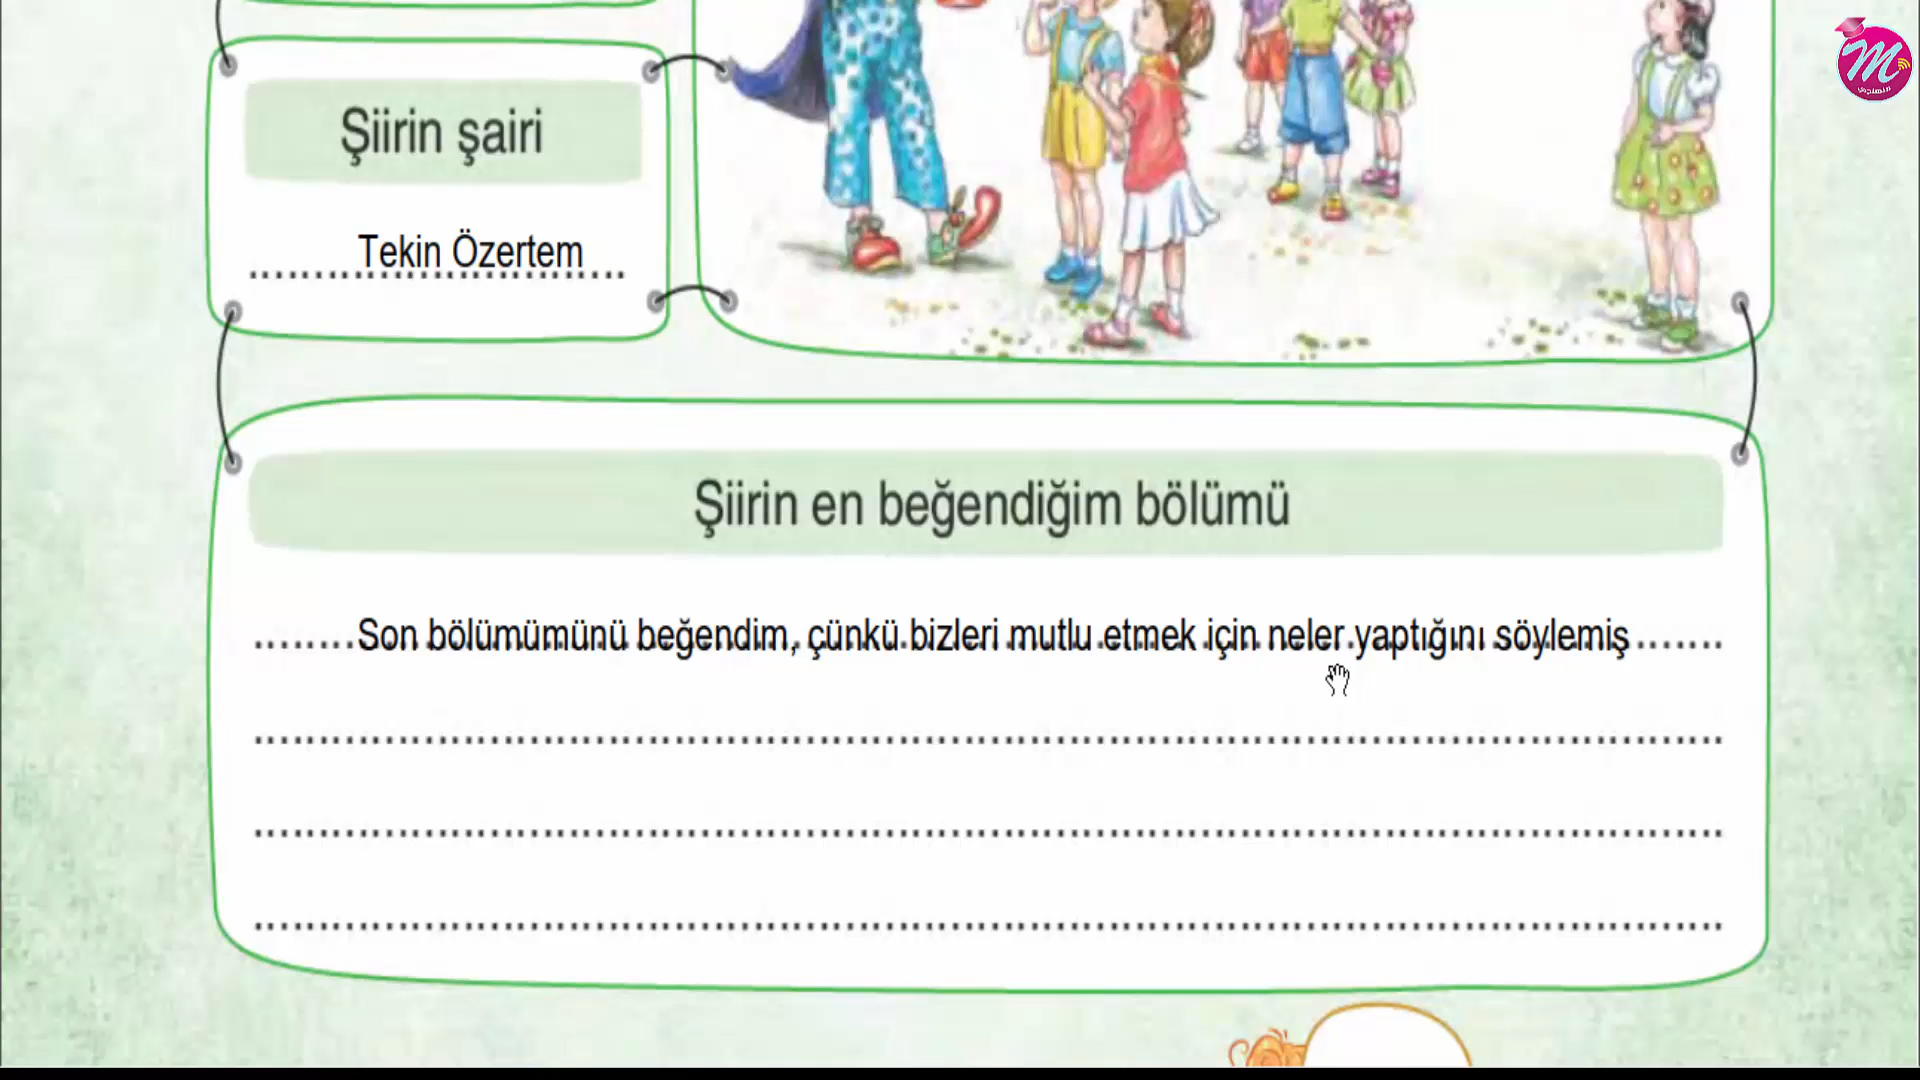 Şiirin şairi
Tekin Özertem
Şiirin en beğendiğim bölümü
Son bölümümünü beğendim, çünkü bizleri mutlu etmek için neler yaptığını söylemiş